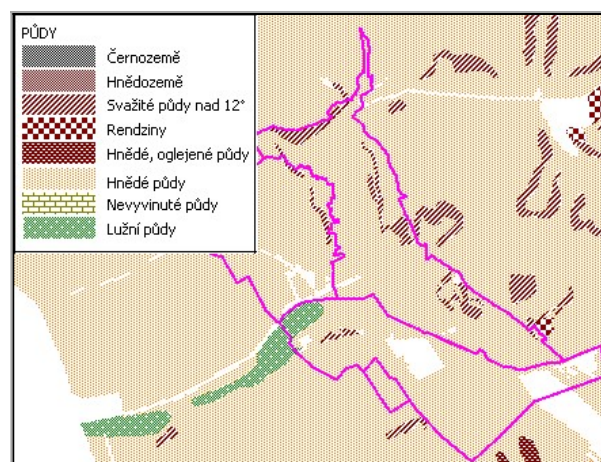 PŮDY
Černozemě
Hnědozemě
Svažité půdy nad 12°
Rendziny
Hnědé, oglejené půdy
Hnědé půdy
Nevyvinuté půdy
Lužní půdy